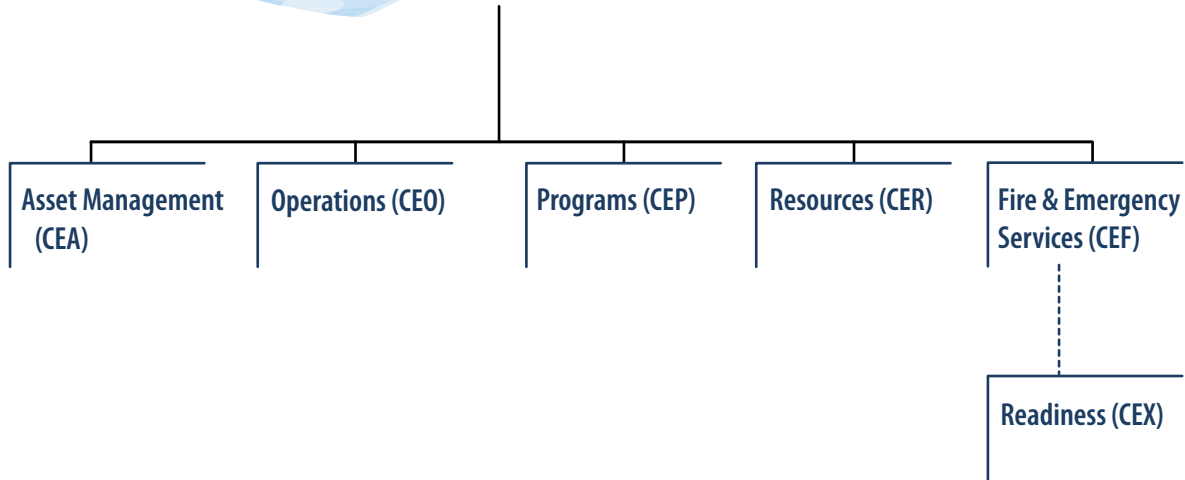 Asset Management
(CEA)
Operations (CEO)
Programs (CEP)
Resources (CER)
Fire & Emergency
Services (CEF)
Readiness (CEX)